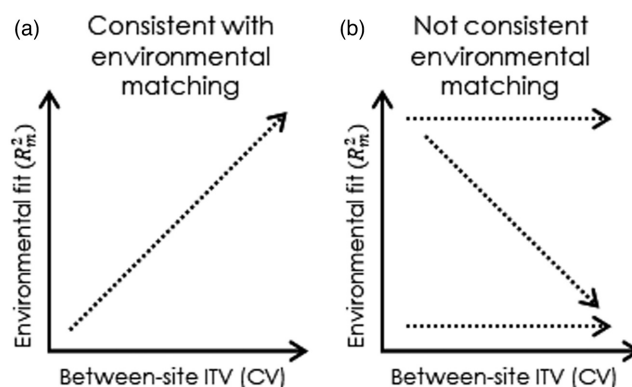 (a)
Consistent with
environmental
matching
Environmental fit (R²m)
Between-site ITV (CV)
(b)
Not consistent
environmental
matching
Environmental fit (R²m)
Between-site ITV (CV)